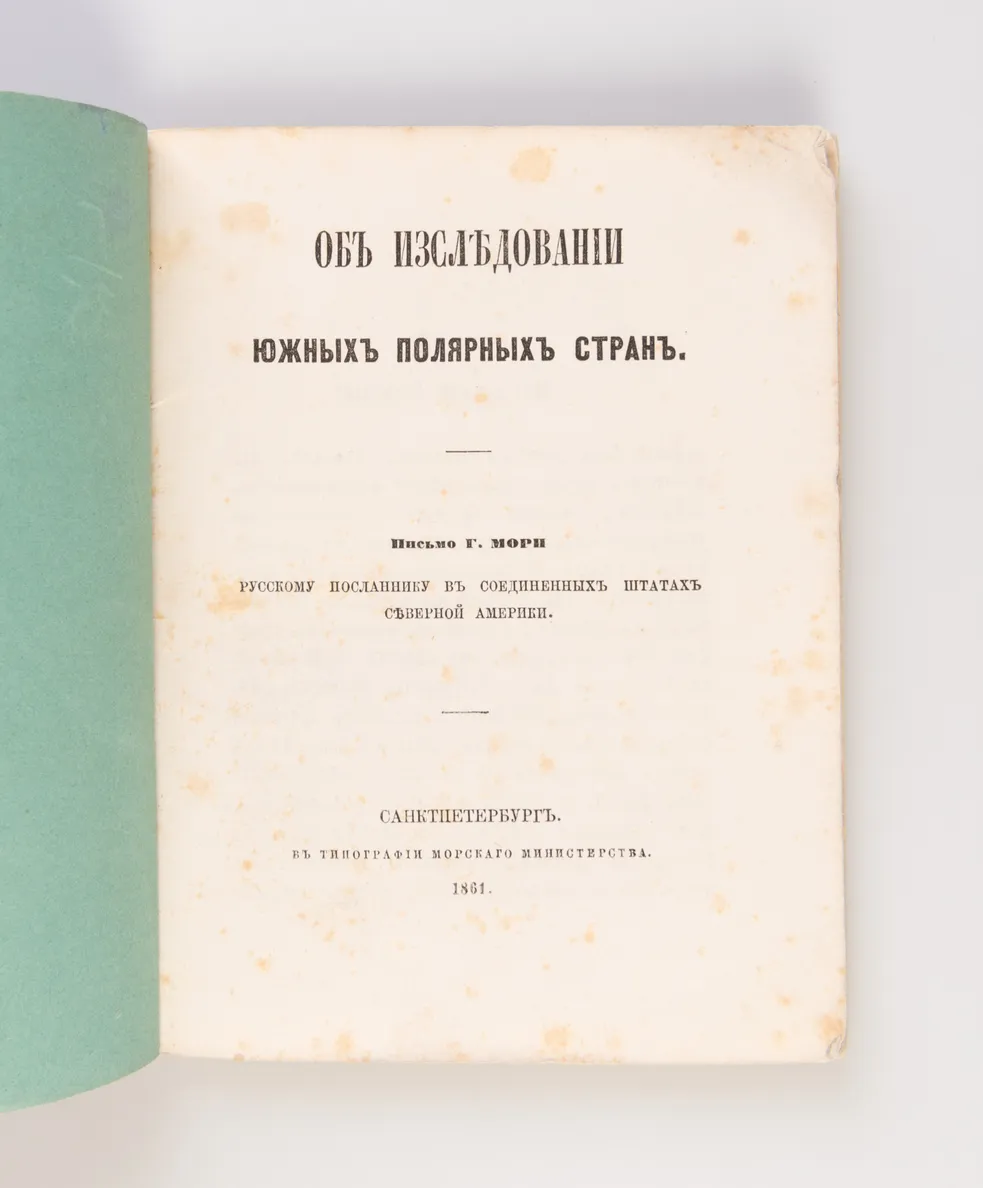 ОБЪ ИЗСЛѢДОВАНІИ
ЮЖНЫХЪ ПОЛЯРНЫХЪ СТРАНЪ.
Письмо Г. МОРИ
РУССКОМУ ПОСЛАННИКУ ВЪ СОЕДИНЕННЫХЪ ШТАТАХЪ
СѢВЕРНОЙ АМЕРИКИ.
САНКТПЕТЕРБУРГЪ.
ВЪ ТИПОГРАФІИ МОРСКАГО МИНИСТЕРСТВА.
1861.